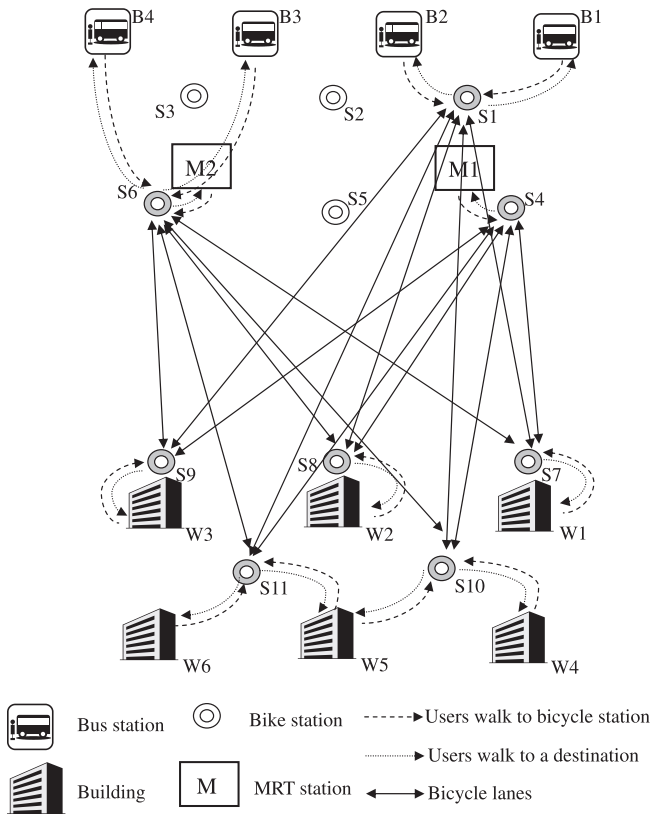 B4
B3
B2
B1
S3
S2
S1
M2
M1
S6
S5
S4
S9
S8
S7
W3
W2
W1
S11
S10
W6
W5
W4
Bus station
Bike station
Users walk to bicycle station
Users walk to a destination
Building
M
MRT station
Bicycle lanes